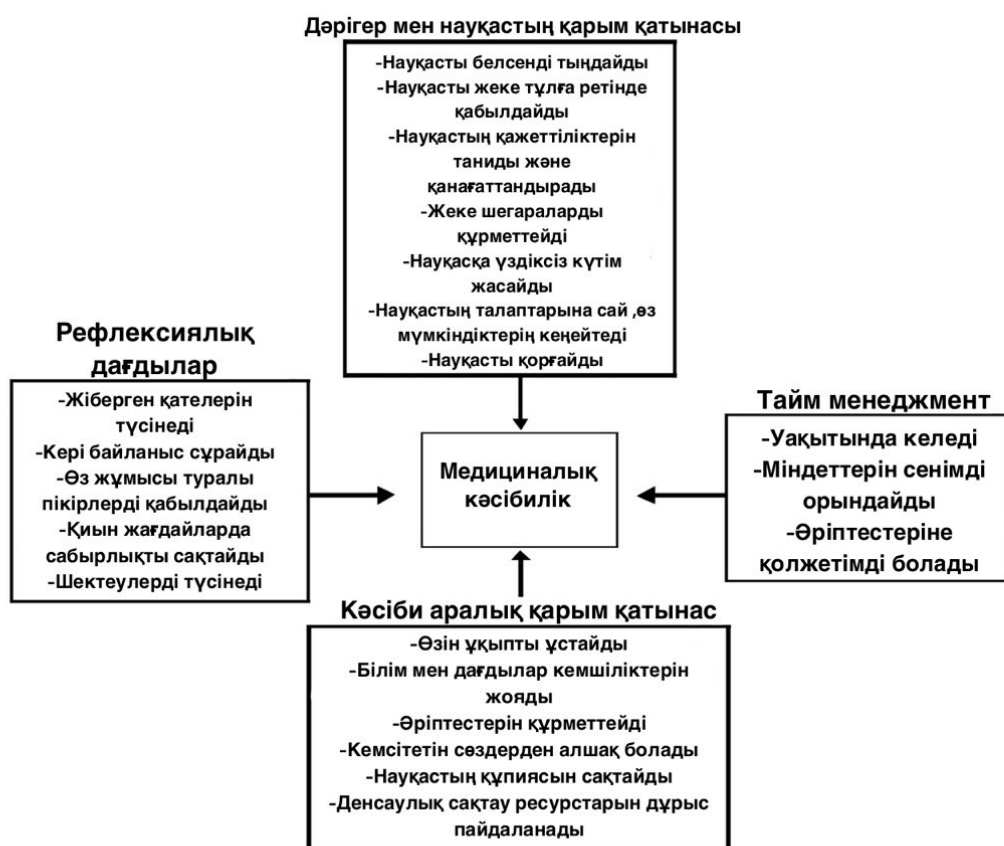 Дәрігер мен науқастың қарым қатынасы
-Науқасты белсенді тыңдайды
-Науқасты жеке тұлға ретінде
қабылдайды
-Науқастың қажеттіліктерін
таниды және
қанағаттандырады
-Жеке шегараларды
құрметтейді
-Науқасқа үздіксіз күтім
жасайды
-Науқастың талаптарына сай ,өз
мүмкіндіктерің кеңейтеді
-Науқасты қорғайды
Рефлексиялық
дағдылар
-Жіберген қателерін
түсінеді
-Кері байланыс сұрайды
-Өз жұмысы туралы
пікірлерді қабылдайды
-Қиын жағдайларда
сабырлықты сақтайды
-Шектеулерді түсінеді
Медициналық
кәсібилік
Тайм менеджмент
-Уақытында келеді
-Міндеттерін сенімді
орындайды
-Әріптестеріне
қолжетімді болады
Кәсіби аралық қарым қатынас
-Өзін ұқыпты ұстайды
-Білім мен дағдылар кемшіліктерін
жояды
-Әріптестерін құрметтейді
-Кемсітетін сөздерден алшақ болады
-Науқастың құпиясын сақтайды
-Денсаулық сақтау ресурстарын дұрыс
пайдаланады